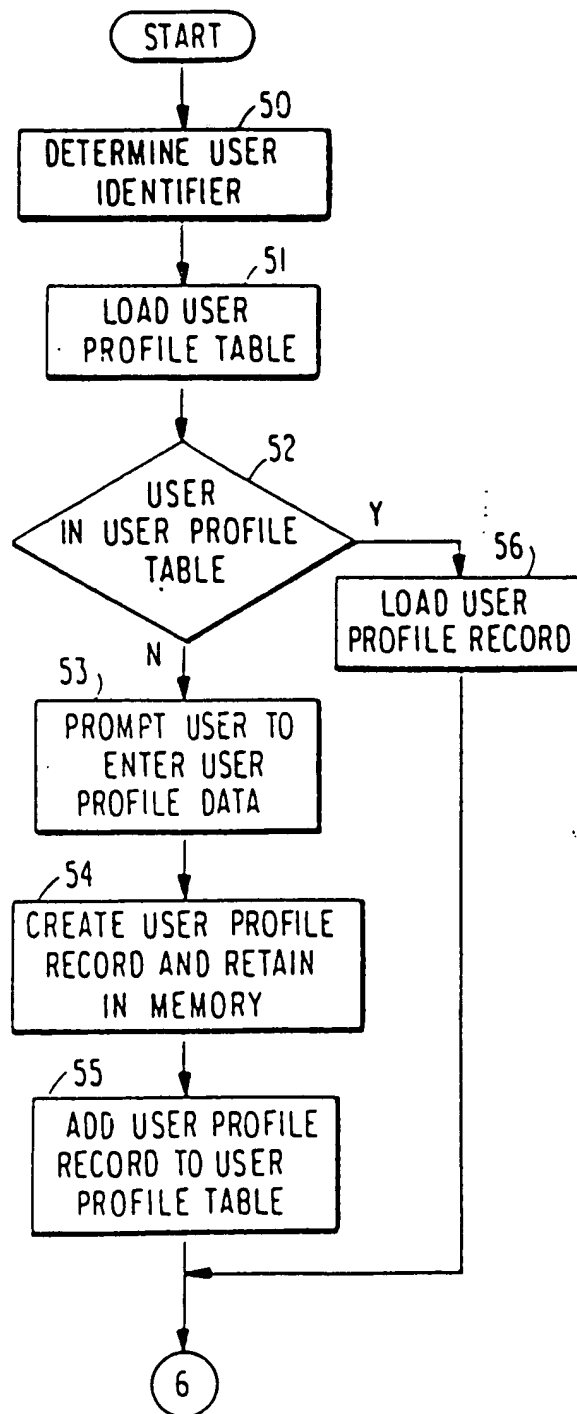 START
50
DETERMINE USER
IDENTIFIER
51
LOAD USER
PROFILE TABLE
52
USER
IN USER PROFILE
TABLE
Y
N
56
LOAD USER
PROFILE RECORD
53
PROMPT USER TO
ENTER USER
PROFILE DATA
54
CREATE USER PROFILE
RECORD AND RETAIN
IN MEMORY
55
ADD USER PROFILE
RECORD TO USER
PROFILE TABLE
6